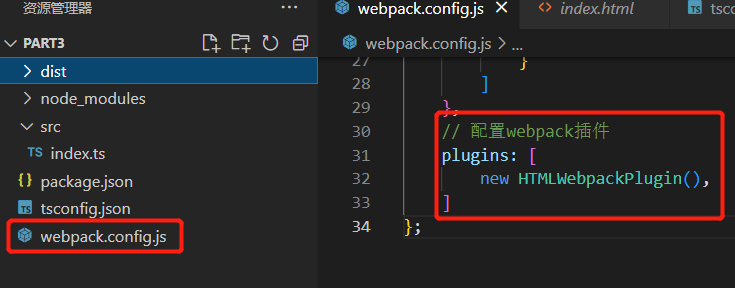 资源管理器 ···
PART3
dist
node_modules
src
TS index.ts
{} package.json
TS tsconfig.json
webpack.config.js
webpack.config.js ×
<> index.html
TS tsc
webpack.config.js > ...
27 }
28 ]
29 },
30 // 配置webpack插件
31 plugins: [
32 new HTMLWebpackPlugin(),
33 ]
34 };